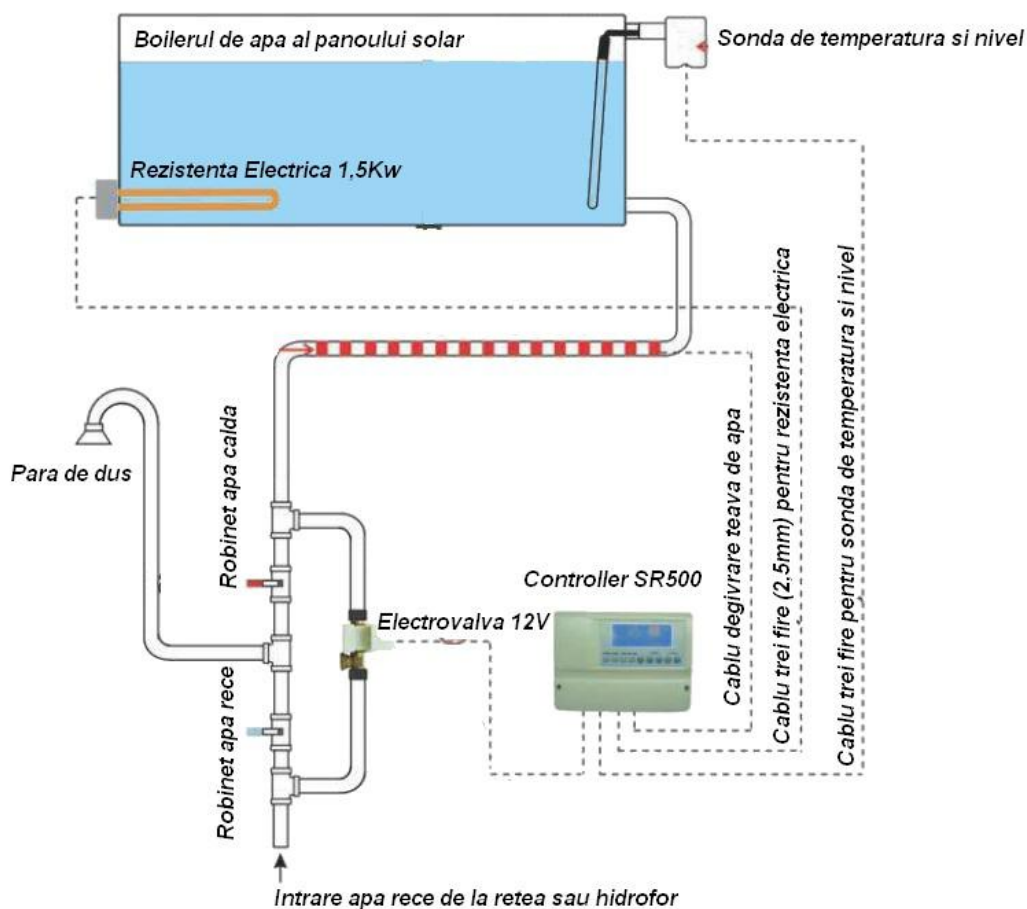 Boilerul de apa al panoului solar
Sonda de temperatura si nivel
Rezistenta Electrica 1,5Kw
Para de dus
Robinet apa calda
Robinet apa rece
Electrovalva 12V
Controller SR500
Cablu degivrare teava de apa
Cablu trei fire (2,5mm) pentru rezistenta electrica
Cablu trei fire pentru sonda de temperatura si nivel
Intrare apa rece de la retea sau hidrofor